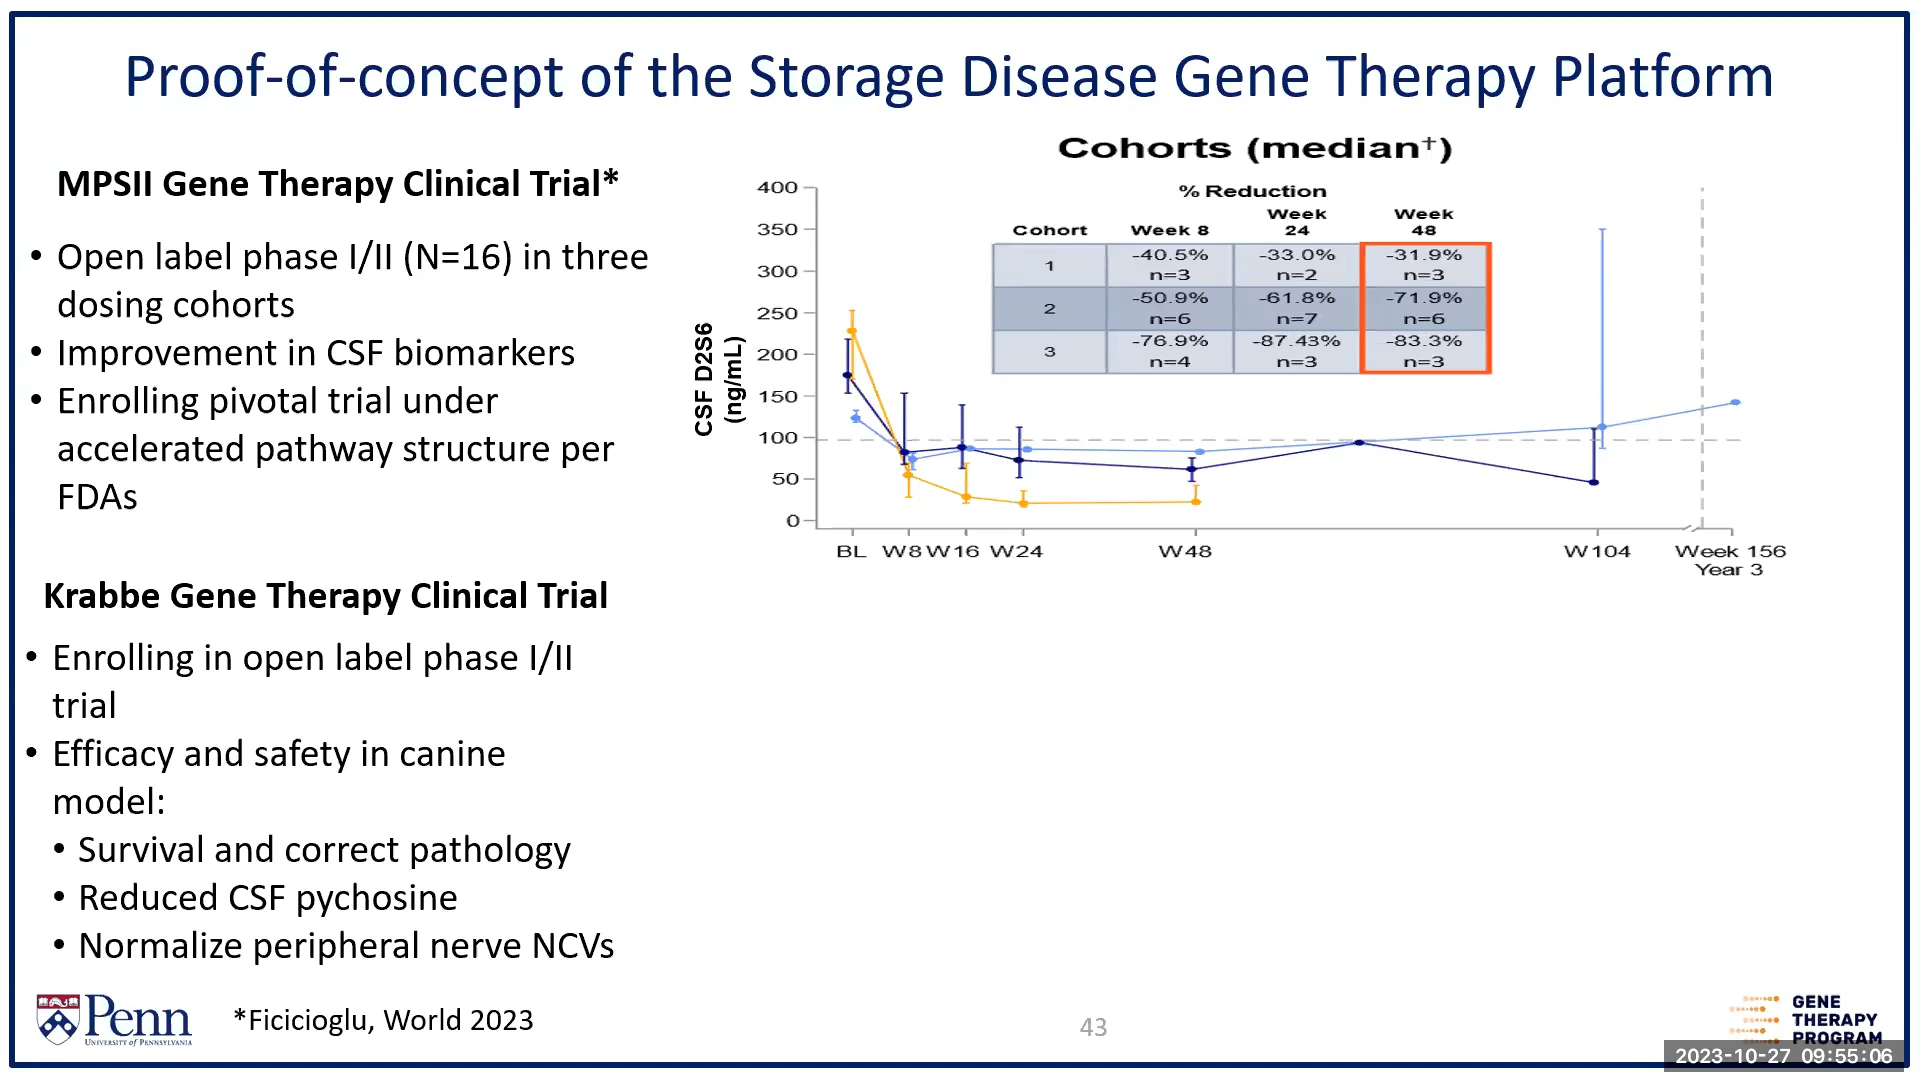 Proof-of-concept of the Storage Disease Gene Therapy Platform
MPSII Gene Therapy Clinical Trial*
• Open label phase I/II (N=16) in three
dosing cohorts
• Improvement in CSF biomarkers
• Enrolling pivotal trial under
accelerated pathway structure per
FDAs
Krabbe Gene Therapy Clinical Trial
• Enrolling in open label phase I/II
trial
• Efficacy and safety in canine
model:
• Survival and correct pathology
• Reduced CSF pychosine
• Normalize peripheral nerve NCVs
Cohorts (median†)
% Reduction
Cohort Week 8 Week 24 Week 48
1 -40.5% n=3 -33.0% n=2 -31.9% n=3
2 -50.9% n=6 -61.8% n=7 -71.9% n=6
3 -76.9% n=4 -87.43% n=3 -83.3% n=3
CSF D2S6
(ng/mL)
400
350
300
250
200
150
100
50
0
BL W8 W16 W24 W48 W104 Week 156
Year 3
Penn
UNIVERSITY OF PENNSYLVANIA
*Ficicioglu, World 2023
43
GENE
THERAPY
PROGRAM
2023-10-27 09:55:06